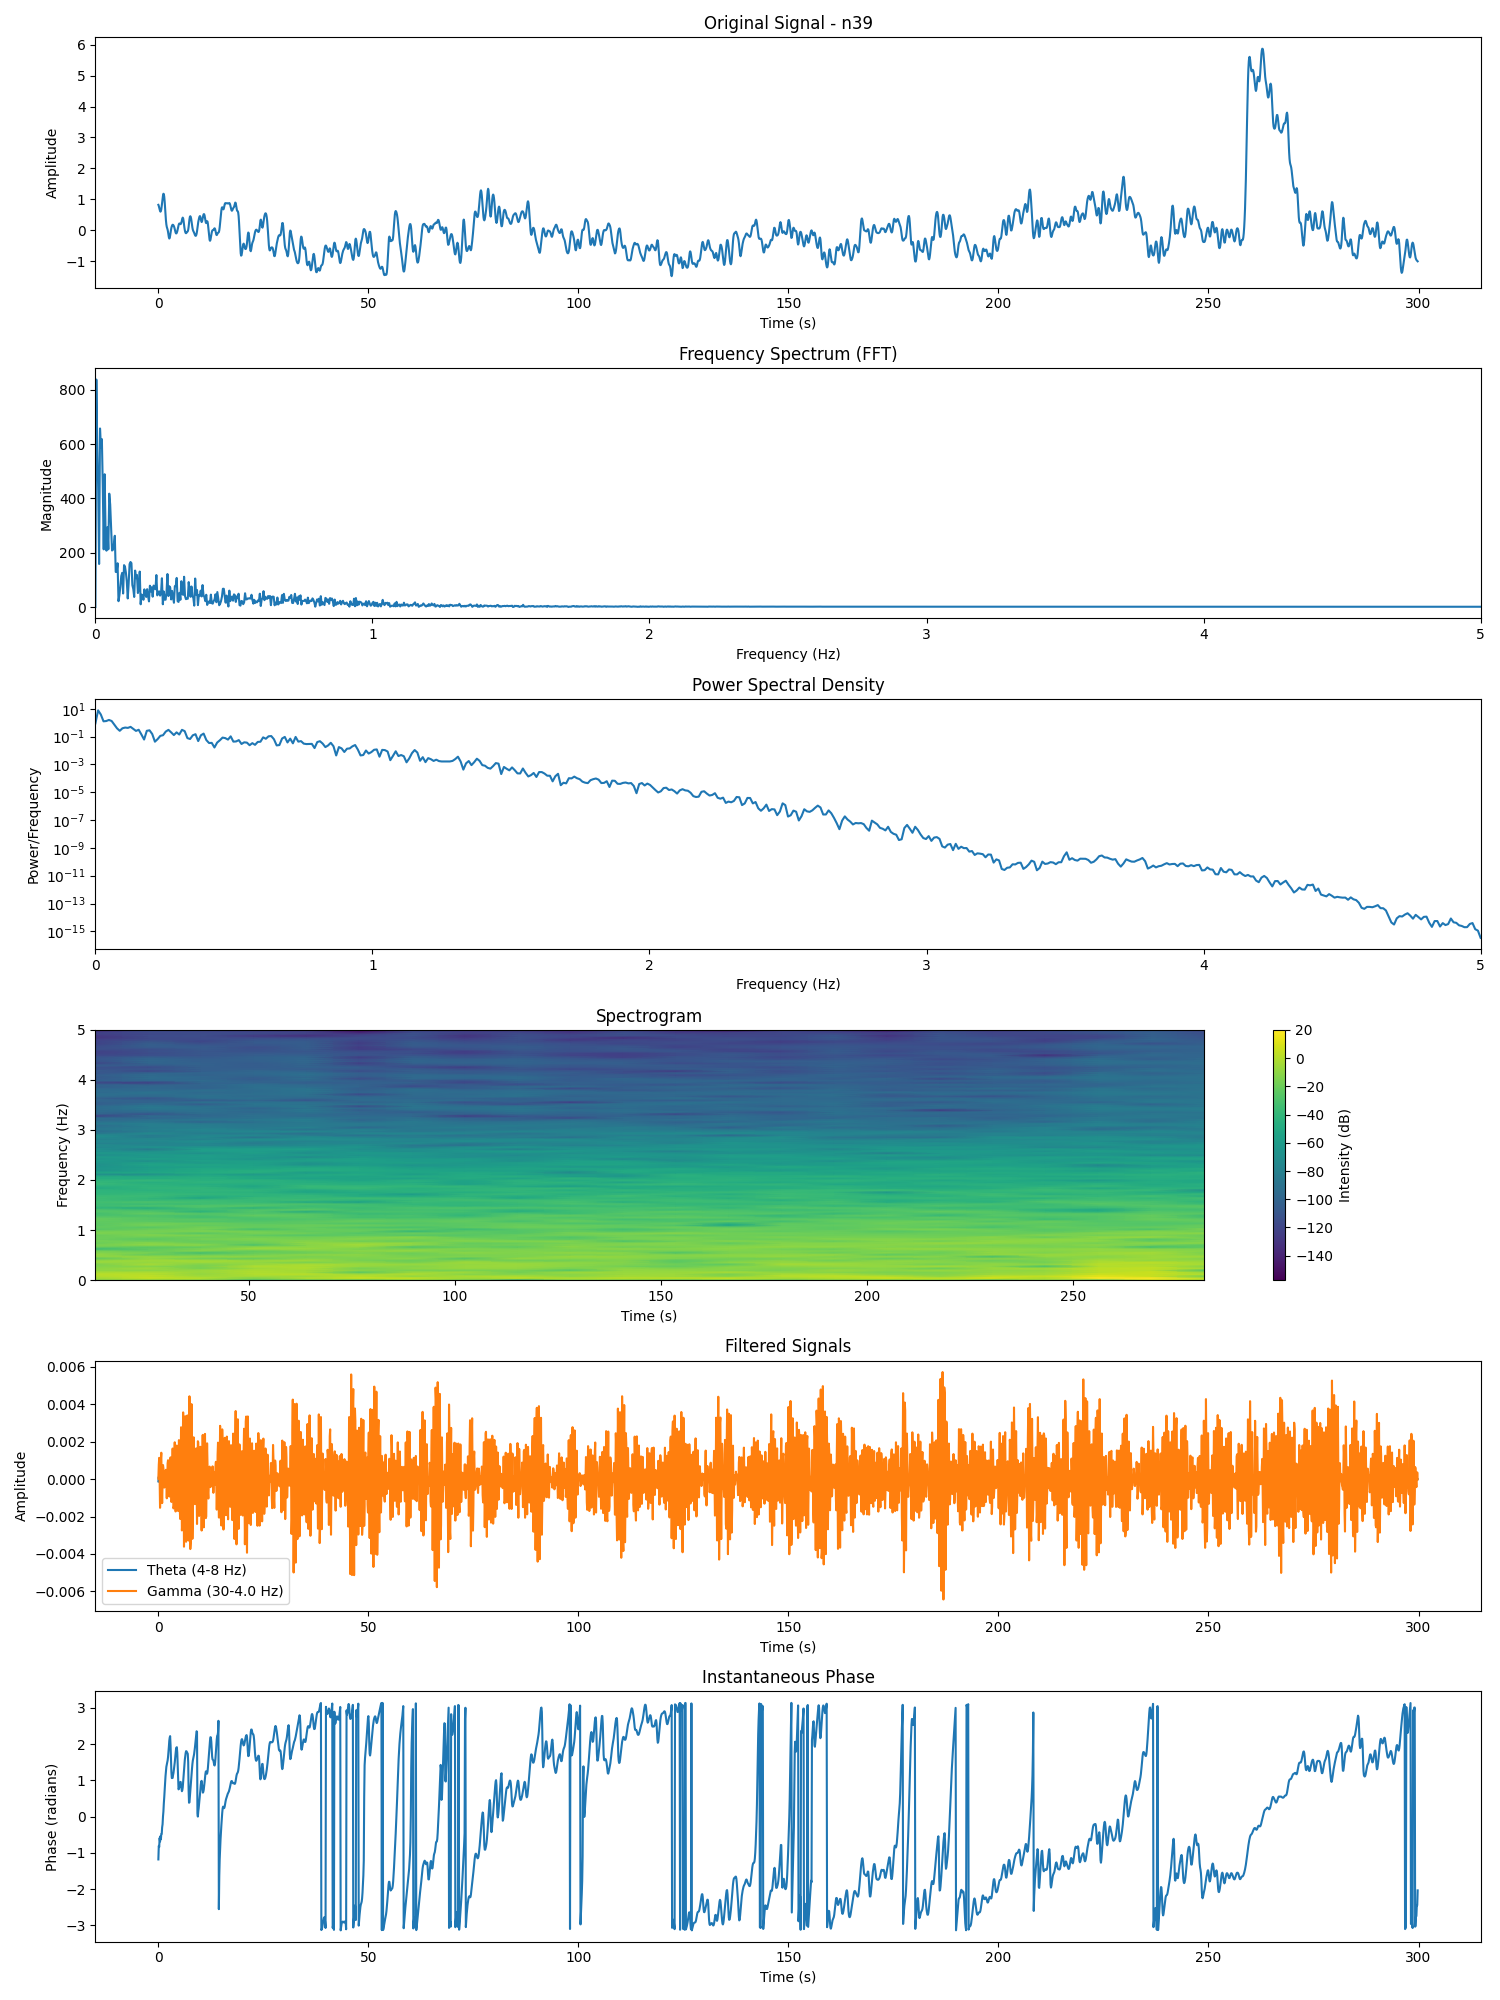 Original Signal - n39
6
5
4
3
2
1
0
−1
Amplitude
0 50 100 150 200 250 300
Time (s)
Frequency Spectrum (FFT)
800
600
400
200
0
Magnitude
0 1 2 3 4 5
Frequency (Hz)
Power Spectral Density
10¹
10⁻¹
10⁻³
10⁻⁵
10⁻⁷
10⁻⁹
10⁻¹¹
10⁻¹³
10⁻¹⁵
Power/Frequency
0 1 2 3 4 5
Frequency (Hz)
Spectrogram
5
4
3
2
1
0
Frequency (Hz)
50 100 150 200 250
Time (s)
20
0
−20
−40
−60
−80
−100
−120
−140
Intensity (dB)
Filtered Signals
0.006
0.004
0.002
0.000
−0.002
−0.004
−0.006
Amplitude
Theta (4-8 Hz)
Gamma (30-4.0 Hz)
0 50 100 150 200 250 300
Time (s)
Instantaneous Phase
3
2
1
0
−1
−2
−3
Phase (radians)
0 50 100 150 200 250 300
Time (s)